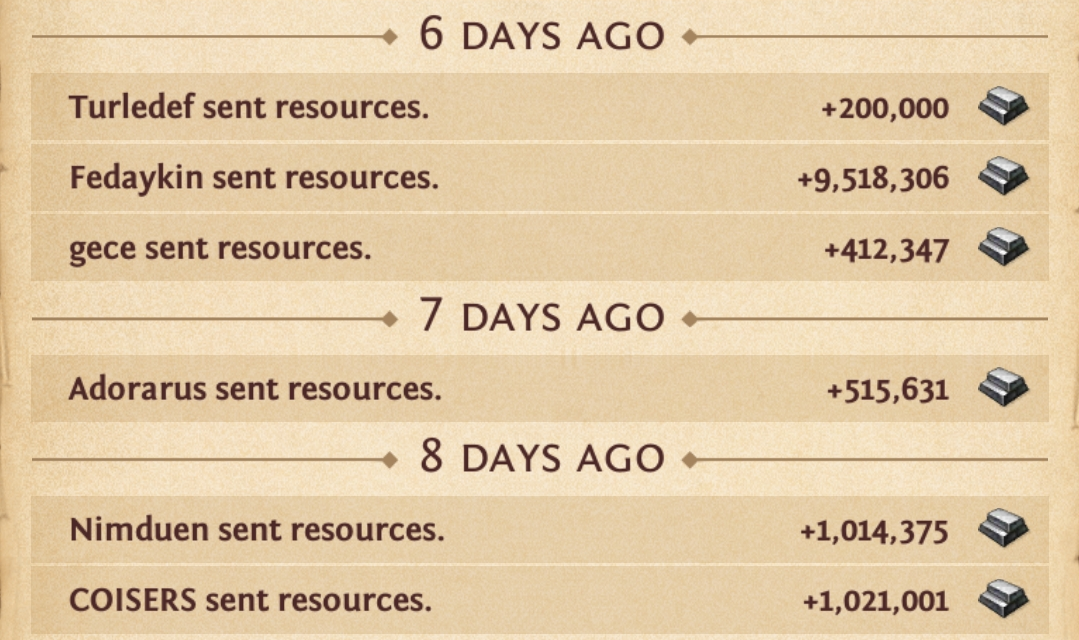 6 DAYS AGO
Turledef sent resources. +200,000
Fedaykin sent resources. +9,518,306
gece sent resources. +412,347
7 DAYS AGO
Adorarus sent resources. +515,631
8 DAYS AGO
Nimduen sent resources. +1,014,375
COISERS sent resources. +1,021,001